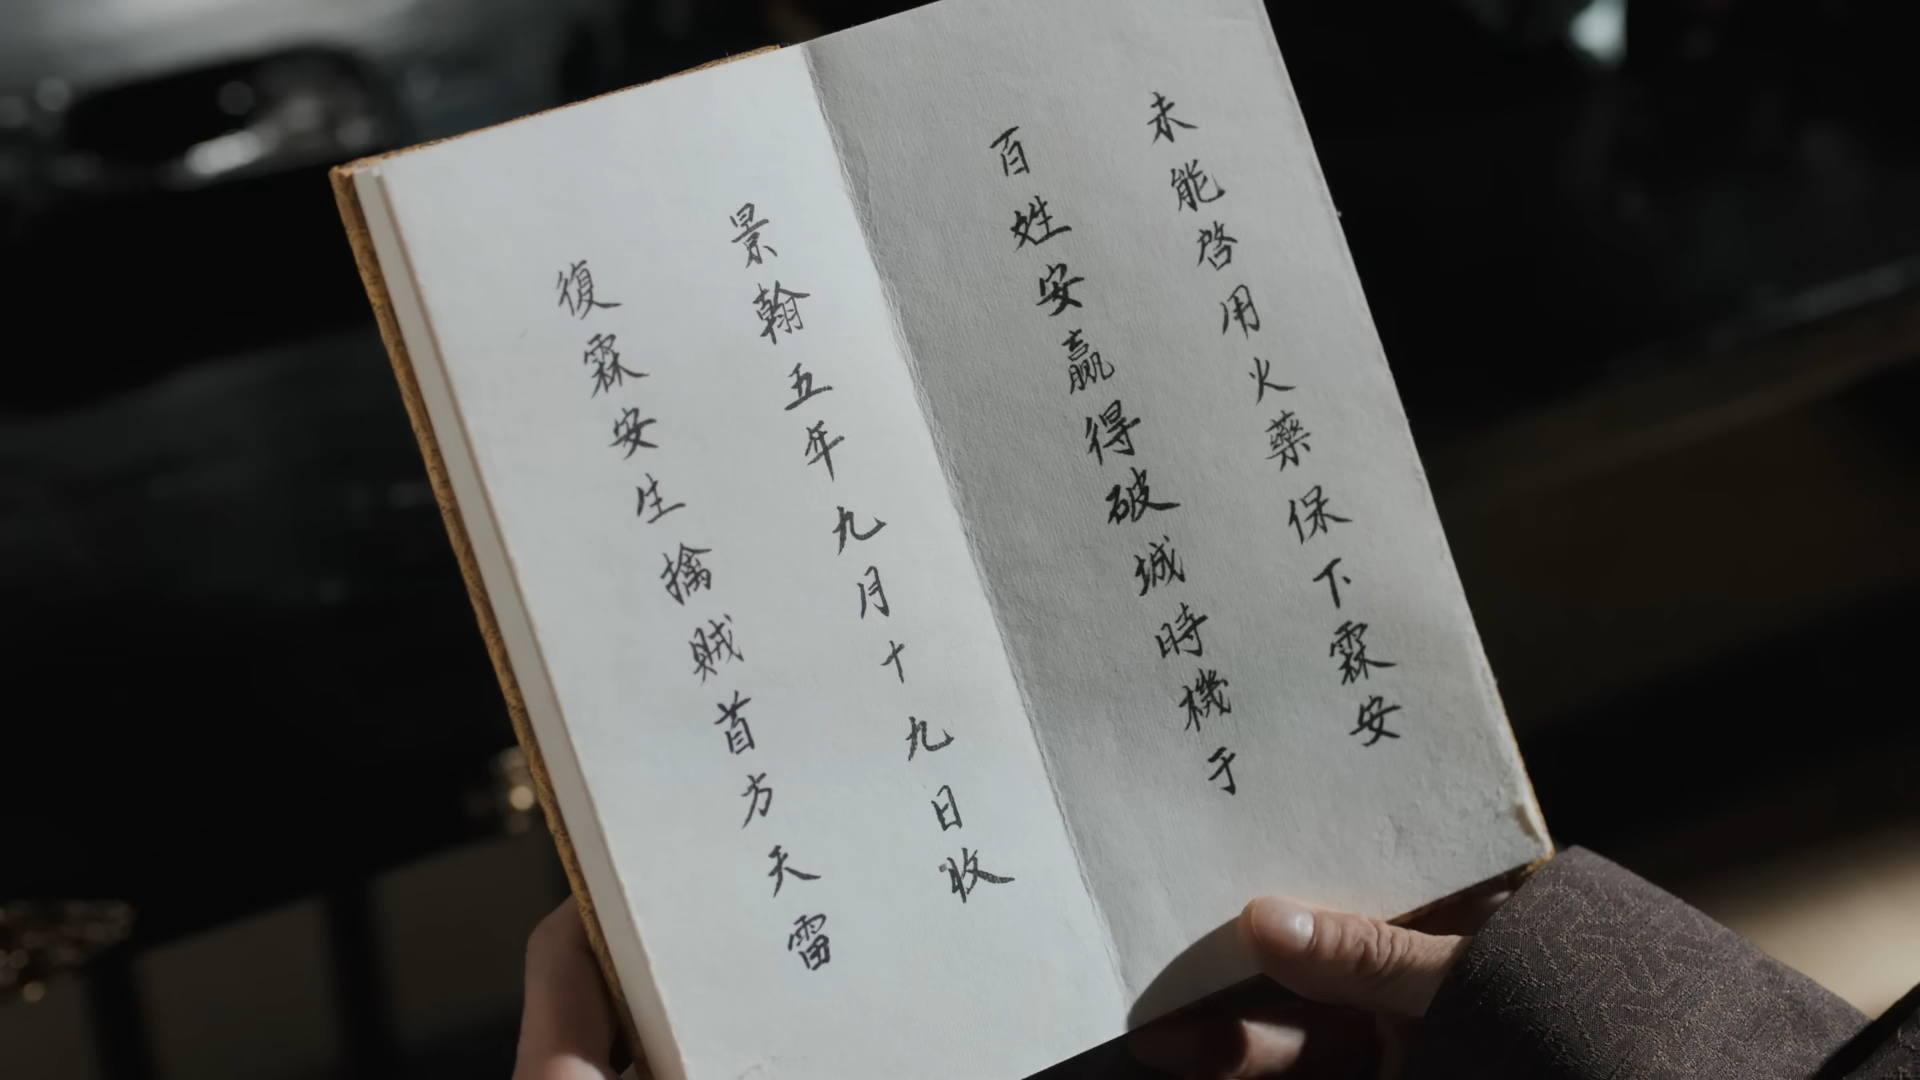 未能啓用火藥保下霖安
百姓安贏得破城時機于
景翰五年九月十九日收
復霖安生擒賊首方天雷